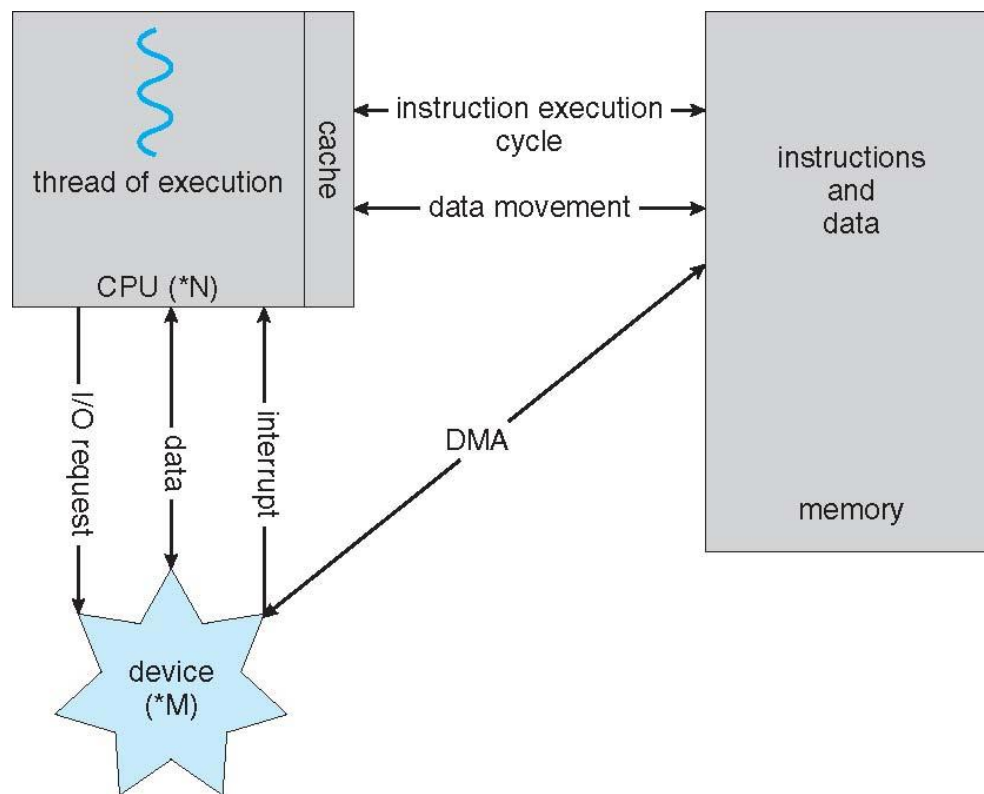 thread of execution
cache
CPU (*N)
instruction execution
cycle
data movement
instructions
and
data
memory
I/O request
data
interrupt
DMA
device
(*M)